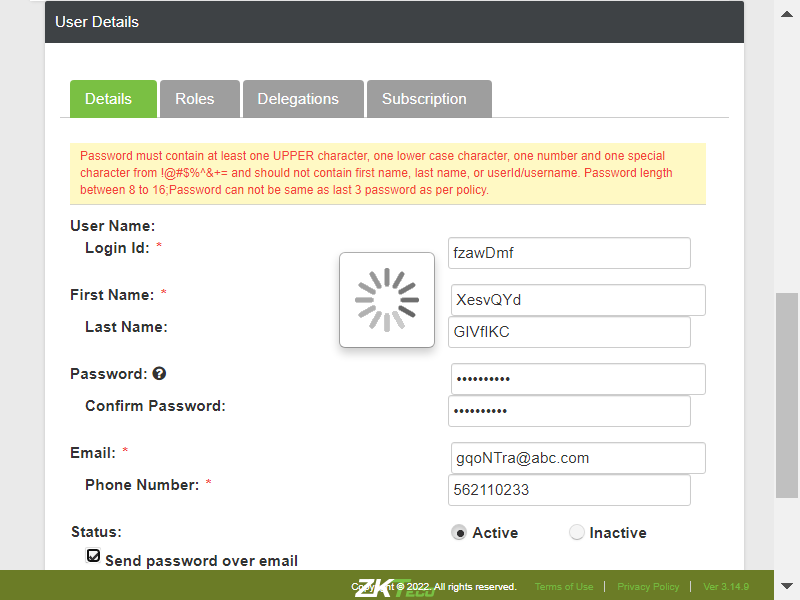 User Details
Details Roles Delegations Subscription
Password must contain at least one UPPER character, one lower case character, one number and one special
character from !@#$%^&+= and should not contain first name, last name, or userId/username. Password length
between 8 to 16;Password can not be same as last 3 password as per policy.
User Name:
Login Id: * fzawDmf
First Name: * XesvQYd
Last Name: GIVfIKC
Password: ? ••••••••••
Confirm Password: ••••••••••
Email: * gqoNTra@abc.com
Phone Number: * 562110233
Status: Active Inactive
Send password over email
ZKTeco
Copyright © 2022. All rights reserved. Terms of Use | Privacy Policy | Ver 3.14.9